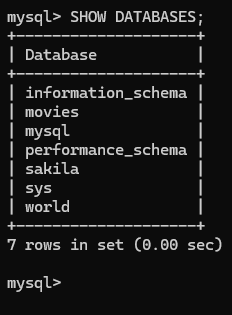 mysql> SHOW DATABASES;
+--------------------+
| Database           |
+--------------------+
| information_schema |
| movies             |
| mysql              |
| performance_schema |
| sakila             |
| sys                |
| world              |
+--------------------+
7 rows in set (0.00 sec)
mysql>